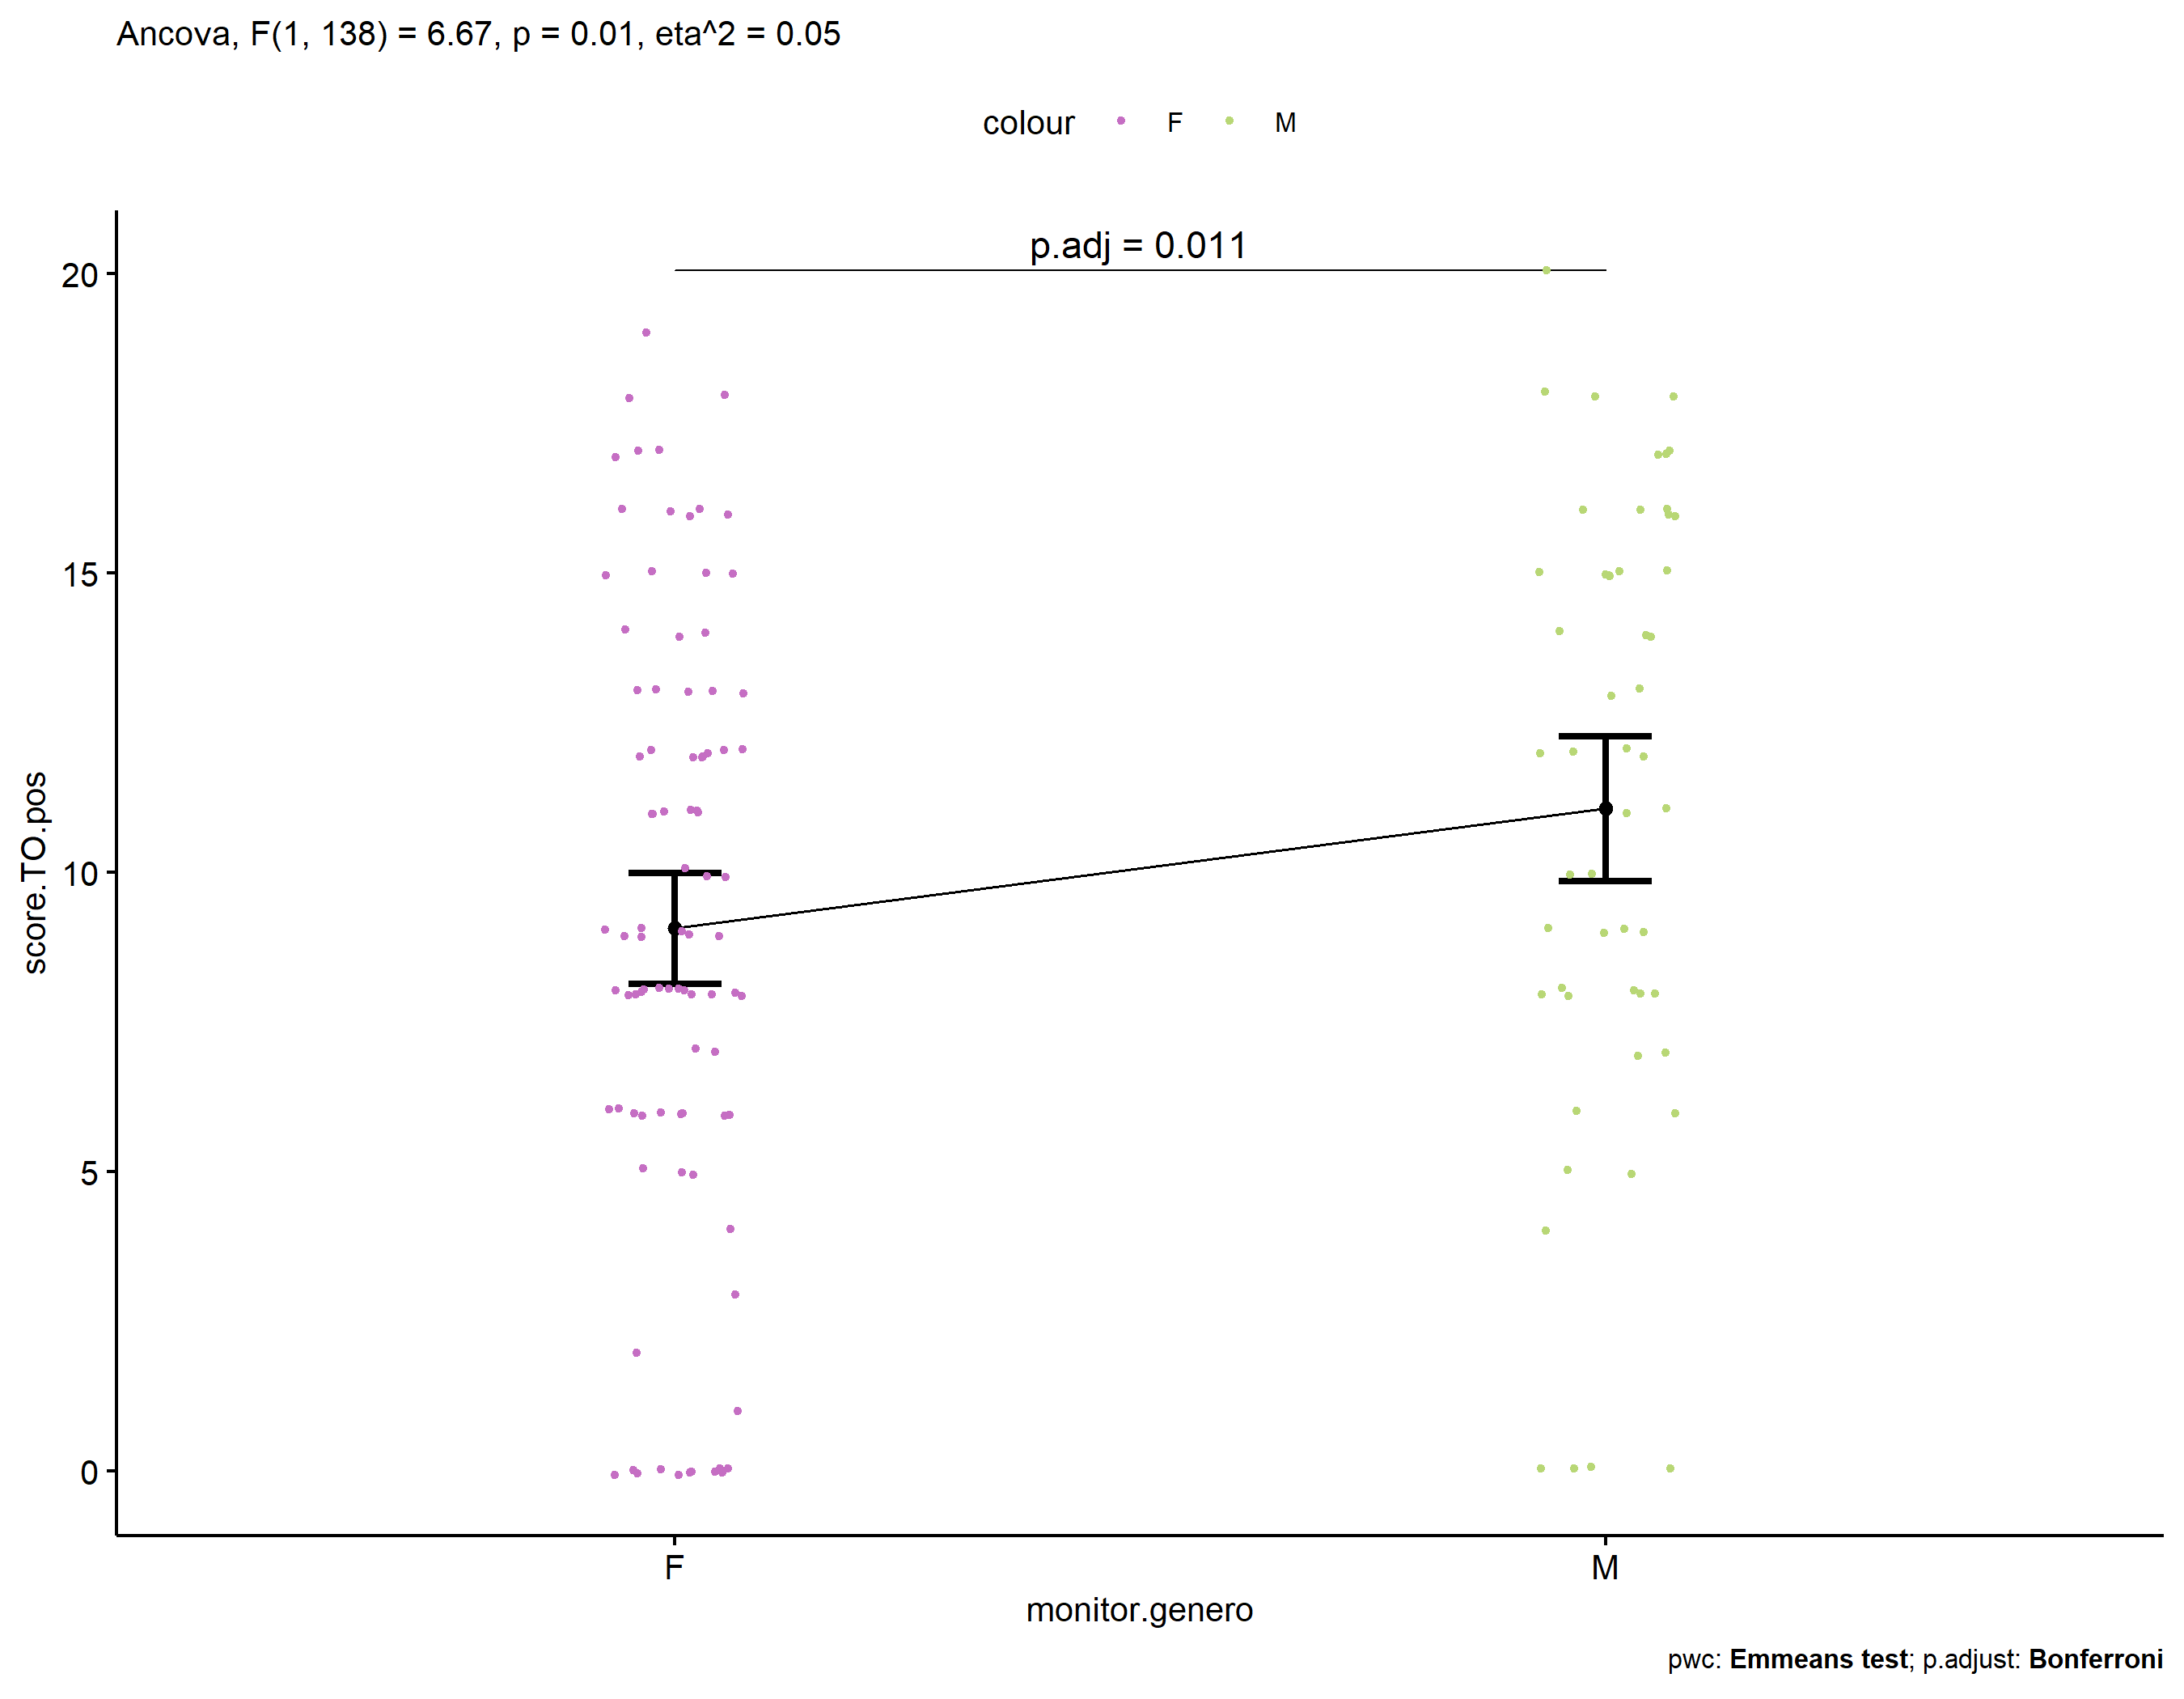 Ancova, F(1, 138) = 6.67, p = 0.01, eta^2 = 0.05
colour F M
p.adj = 0.011
20
15
10
5
0
score.TO.pos
F M
monitor.genero
pwc: Emmeans test; p.adjust: Bonferroni